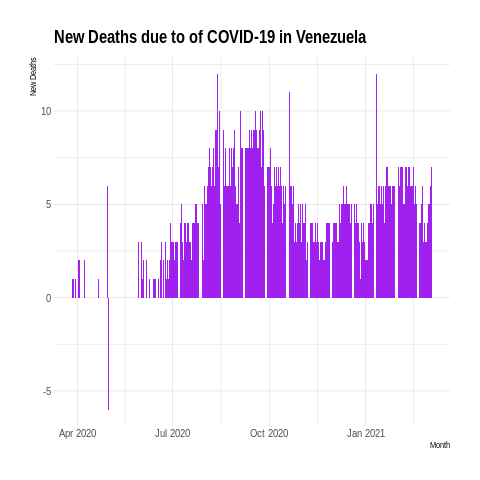 New Deaths due to of COVID-19 in Venezuela
New Deaths
10
5
0
-5
Apr 2020
Jul 2020
Oct 2020
Jan 2021
Month